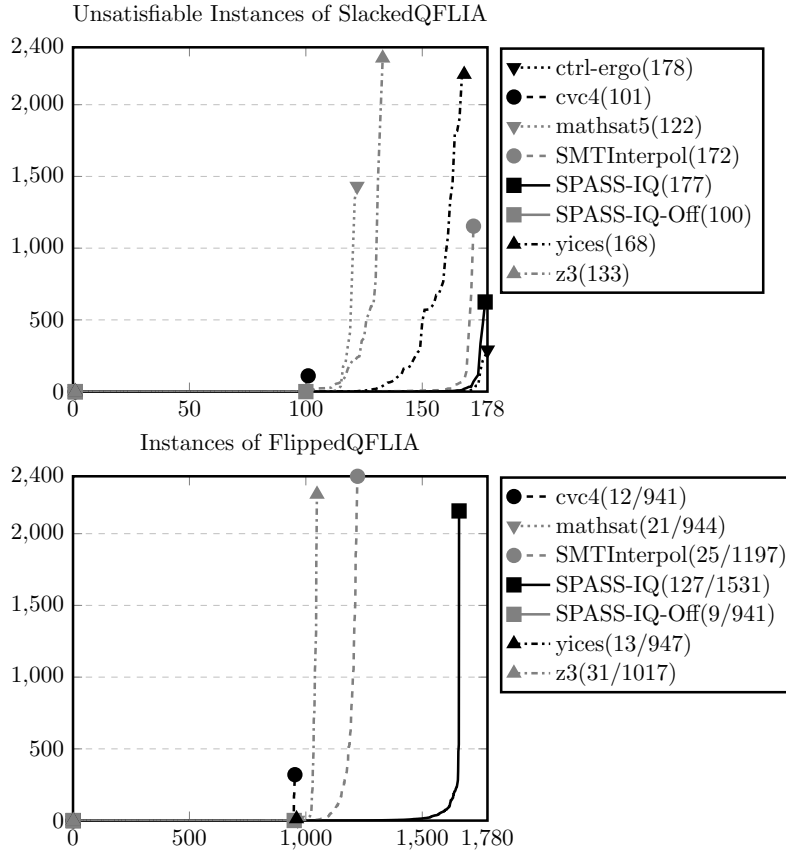 Unsatisfiable Instances of SlackedQFLIA
2,400
2,000
1,500
1,000
500
0
0 50 100 150 178
ctrl-ergo(178)
cvc4(101)
mathsat5(122)
SMTInterpol(172)
SPASS-IQ(177)
SPASS-IQ-Off(100)
yices(168)
z3(133)
Instances of FlippedQFLIA
2,400
2,000
1,500
1,000
500
0
0 500 1,000 1,500 1,780
cvc4(12/941)
mathsat(21/944)
SMTInterpol(25/1197)
SPASS-IQ(127/1531)
SPASS-IQ-Off(9/941)
yices(13/947)
z3(31/1017)